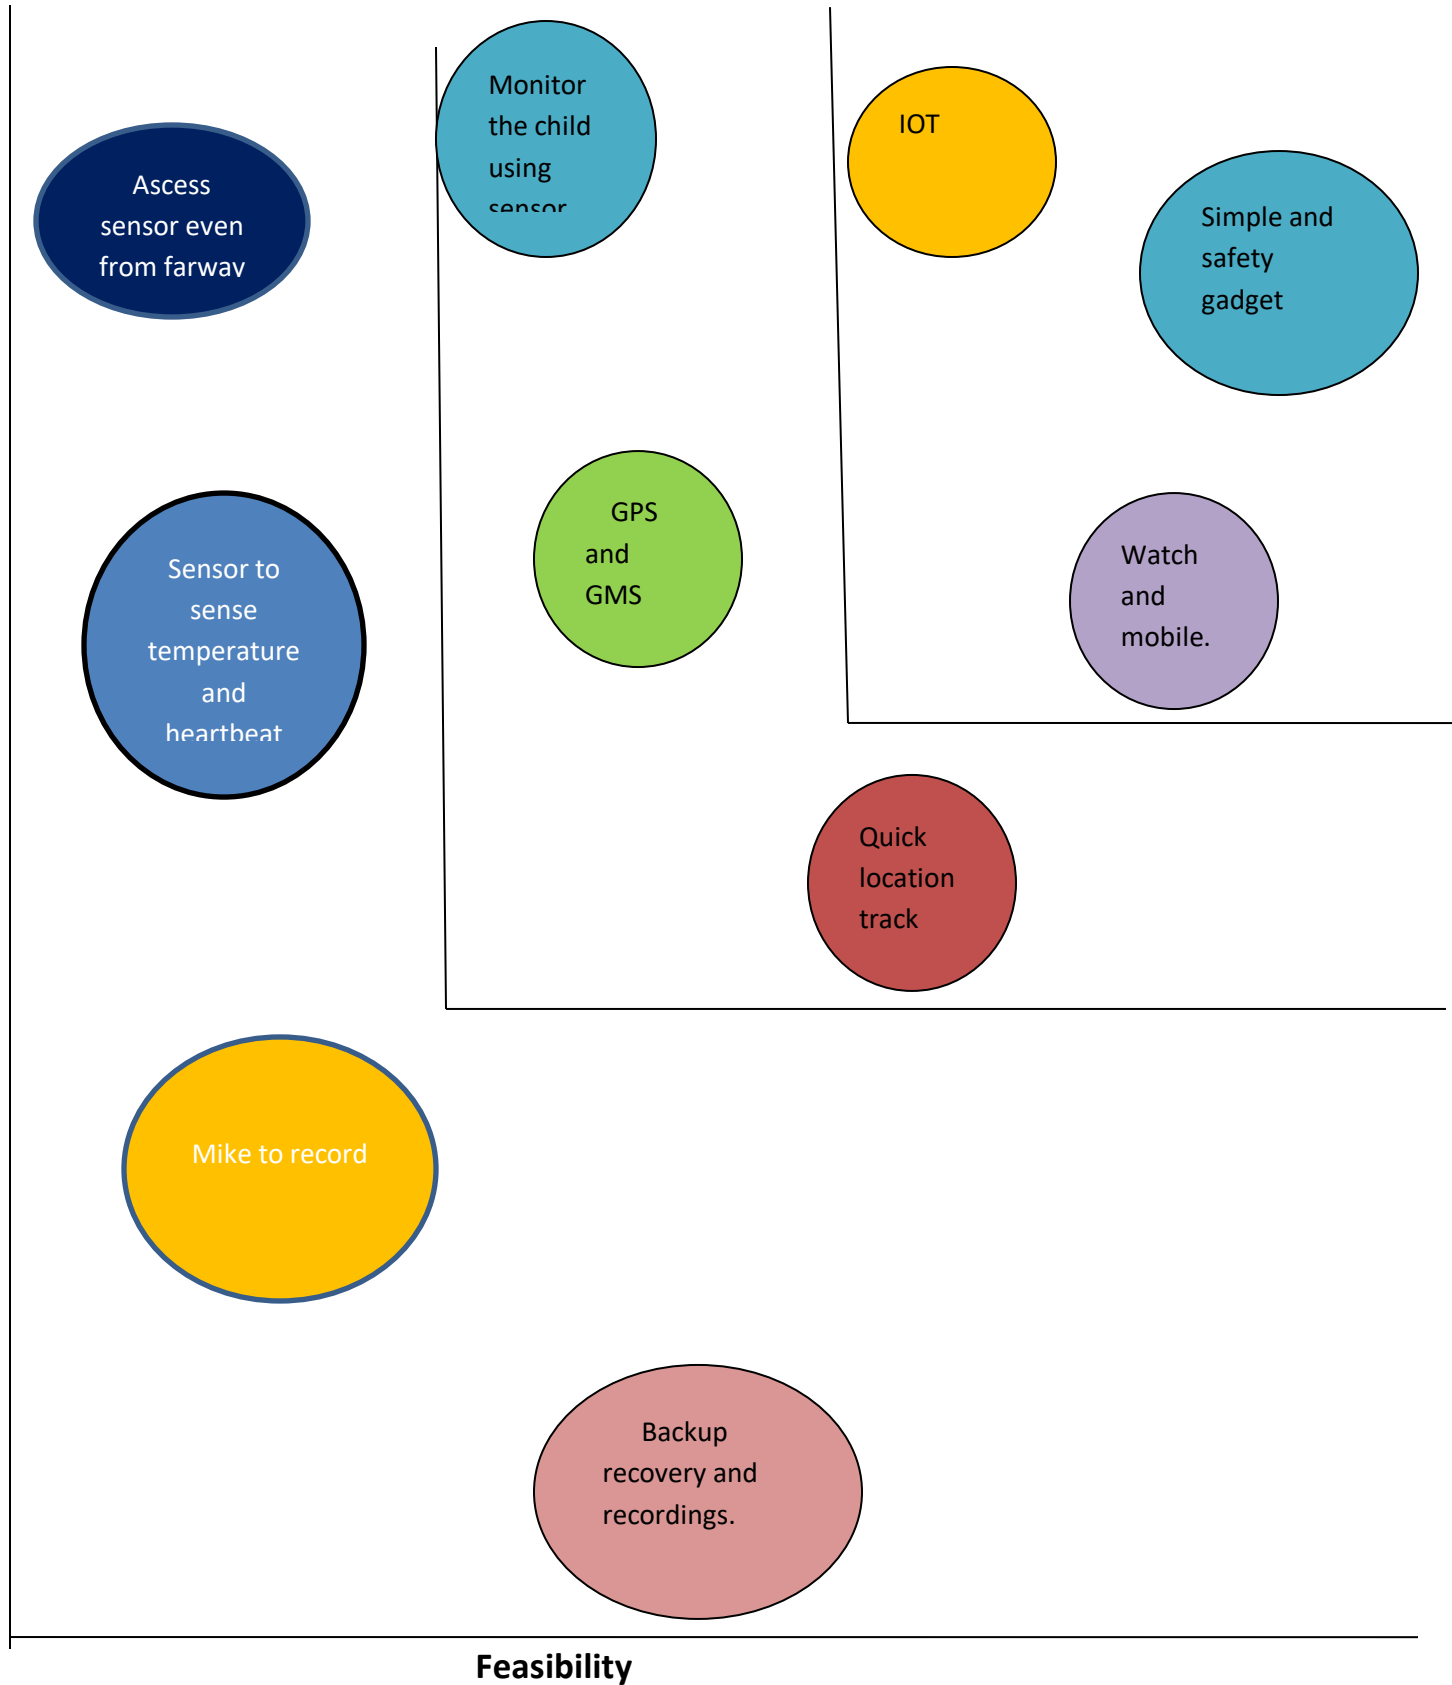 Monitor
the child
using
sensor
IOT
Ascess
sensor even
from farway
Simple and
safety
gadget
GPS
and
GMS
Watch
and
mobile.
Sensor to
sense
temperature
and
heartbeat
Quick
location
track
Mike to record
Backup
recovery and
recordings.
Feasibility